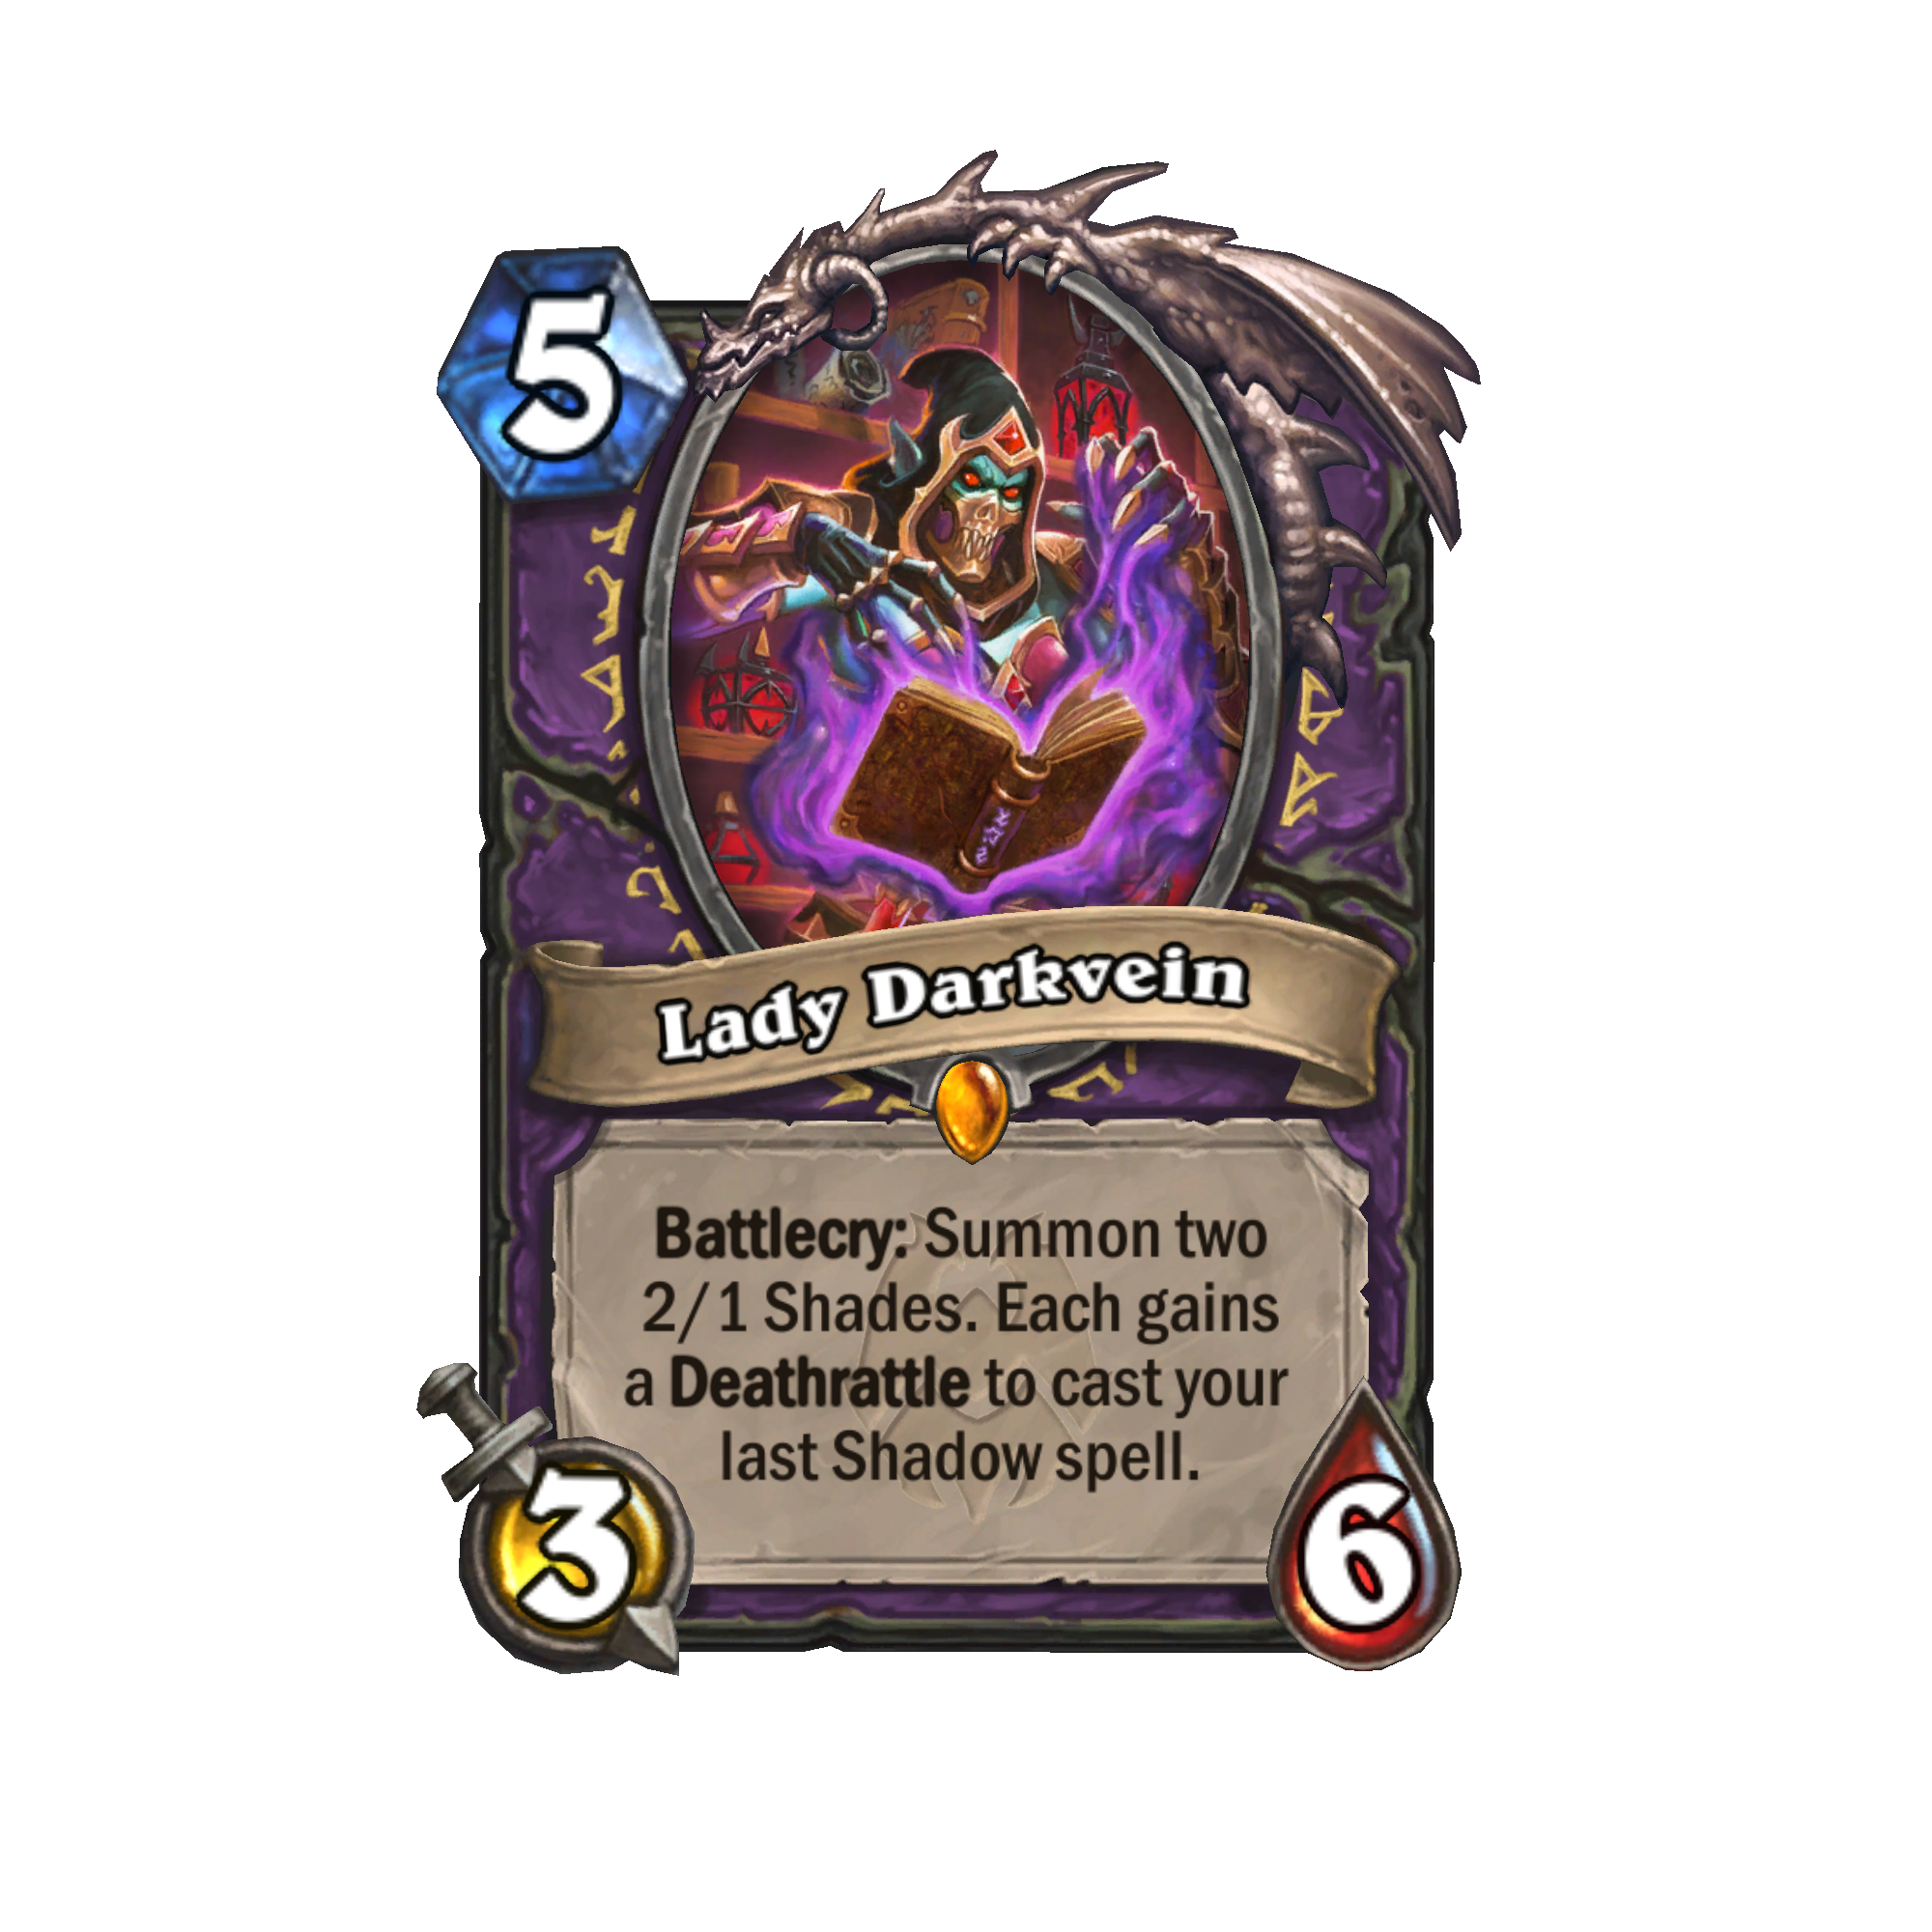 5
Lady Darkvein
Battlecry: Summon two
2/1 Shades. Each gains
a Deathrattle to cast your
last Shadow spell.
3
6